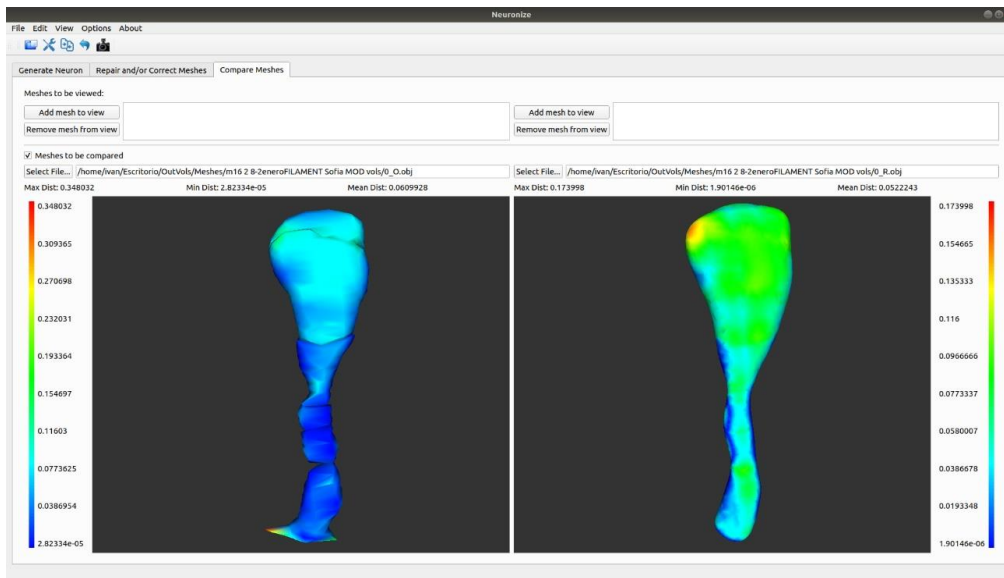 Neuronize
File Edit View Options About
Generate Neuron Repair and/or Correct Meshes Compare Meshes
Meshes to be viewed:
Add mesh to view Add mesh to view
Remove mesh from view Remove mesh from view
Meshes to be compared
Select File... /home/ivan/Escritorio/OutVols/Meshes/m16 2 8-2eneroFILAMENT Sofia MOD vols/0_O.obj Select File... /home/ivan/Escritorio/OutVols/Meshes/m16 2 8-2eneroFILAMENT Sofia MOD vols/0_R.obj
Max Dist: 0.348032 Min Dist: 2.82334e-05 Mean Dist: 0.0609928 Max Dist: 0.173998 Min Dist: 1.90146e-06 Mean Dist: 0.0522243
0.348032 0.173998
0.309365 0.154665
0.270698 0.135333
0.232031 0.116
0.193364 0.0966666
0.154697 0.0773337
0.11603 0.0580007
0.0773625 0.0386678
0.0386954 0.0193348
2.82334e-05 1.90146e-06